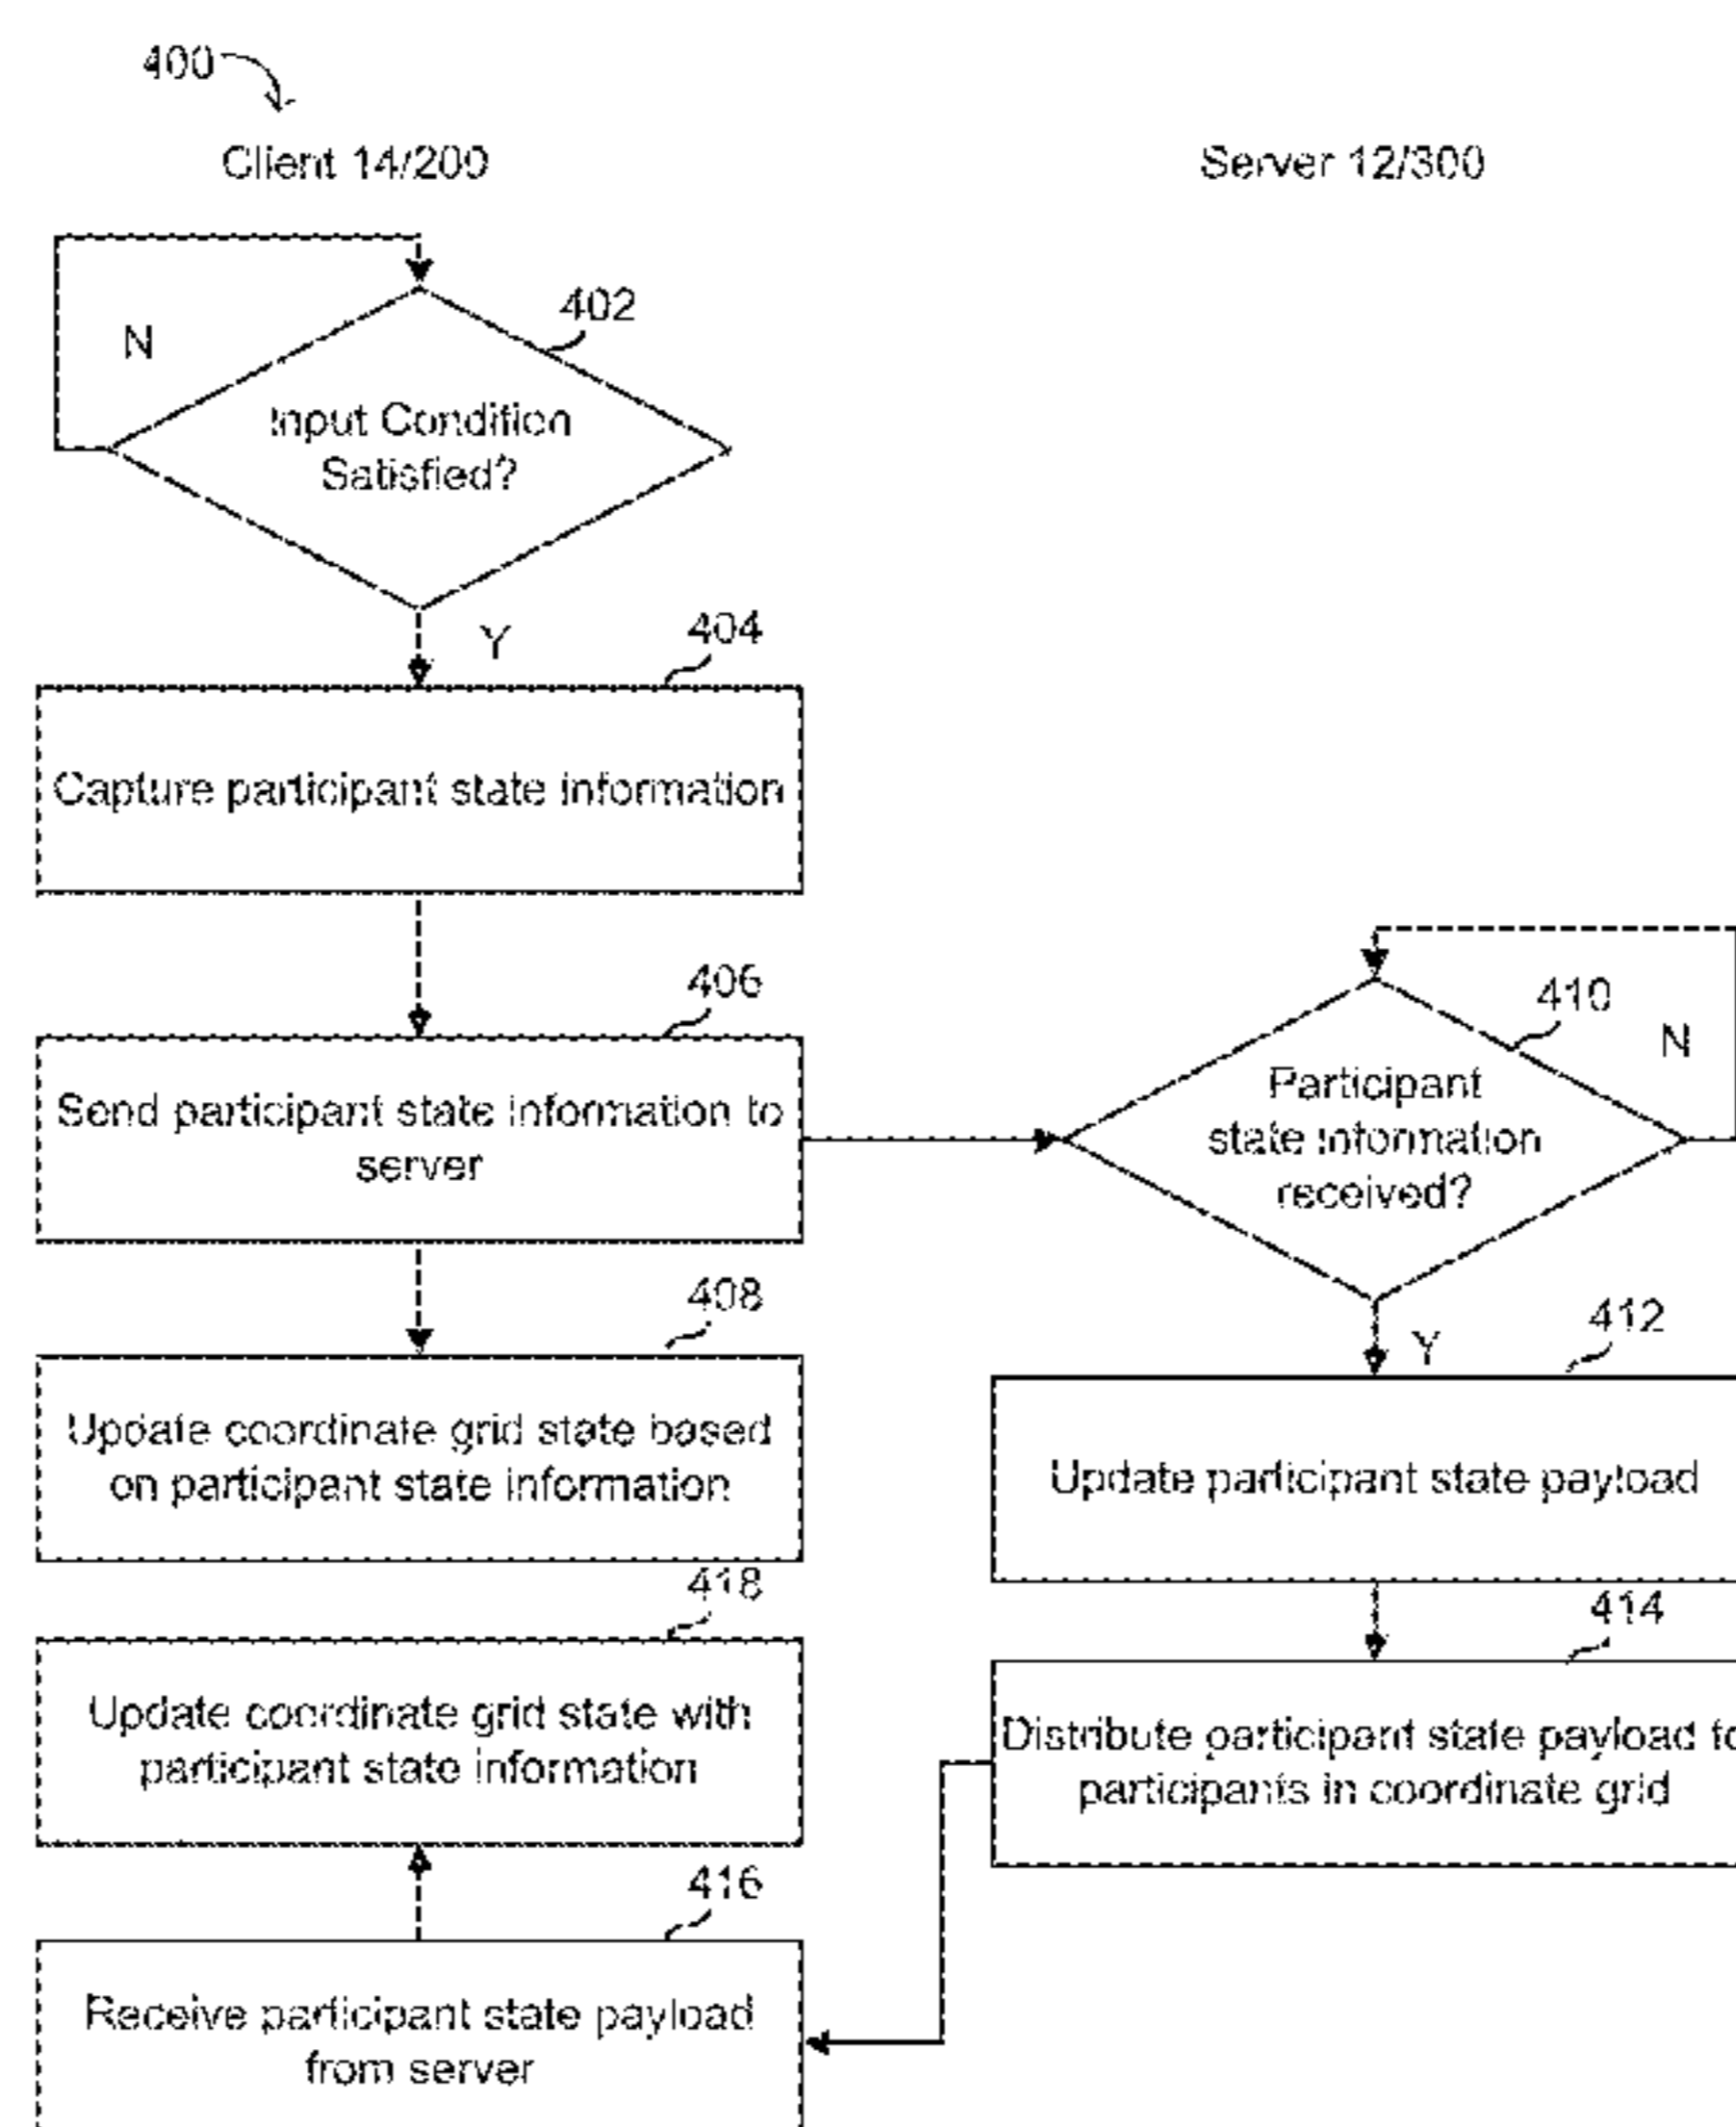 400
Client 14/200
Server 12/300
402
N
Input Condition
Satisfied?
Y
404
Capture participant state information
406
Send participant state information to
server
410
N
Participant
state information
received?
408
Update coordinate grid state based
on participant state information
Y
412
Update participant state payload
418
Update coordinate grid state with
participant state information
414
Distribute participant state payload to
participants in coordinate grid
416
Receive participant state payload
from server